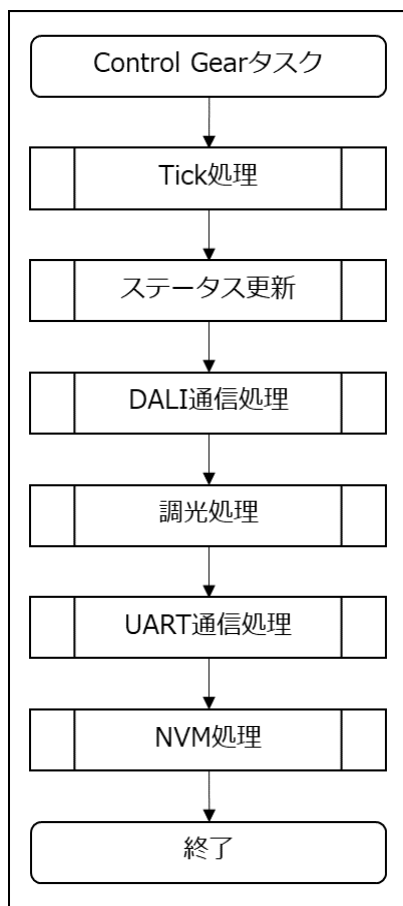 Control Gearタスク
Tick処理
ステータス更新
DALI通信処理
調光処理
UART通信処理
NVM処理
終了